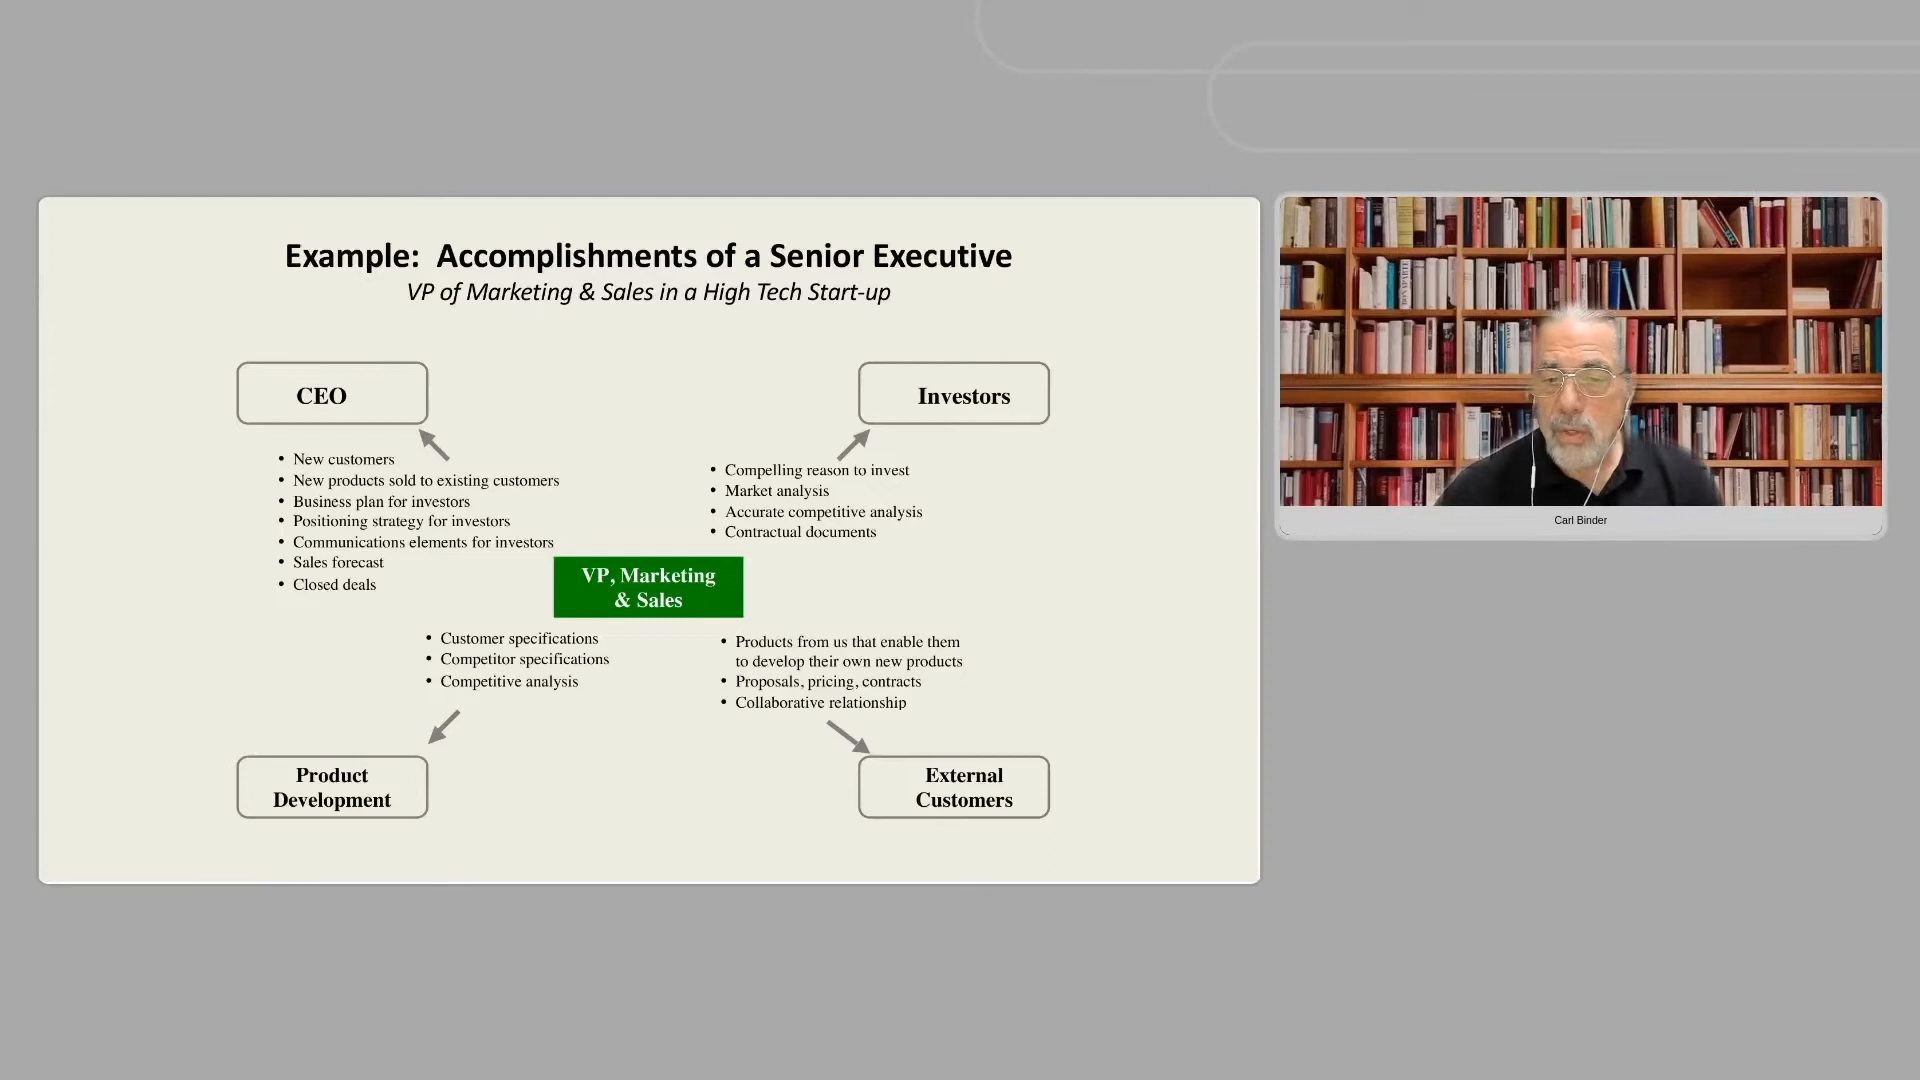 Example:  Accomplishments of a Senior Executive
VP of Marketing & Sales in a High Tech Start-up
CEO
• New customers
• New products sold to existing customers
• Business plan for investors
• Positioning strategy for investors
• Communications elements for investors
• Sales forecast
• Closed deals
Investors
• Compelling reason to invest
• Market analysis
• Accurate competitive analysis
• Contractual documents
VP, Marketing
& Sales
• Customer specifications
• Competitor specifications
• Competitive analysis
Product
Development
• Products from us that enable them
to develop their own new products
• Proposals, pricing, contracts
• Collaborative relationship
External
Customers
Carl Binder